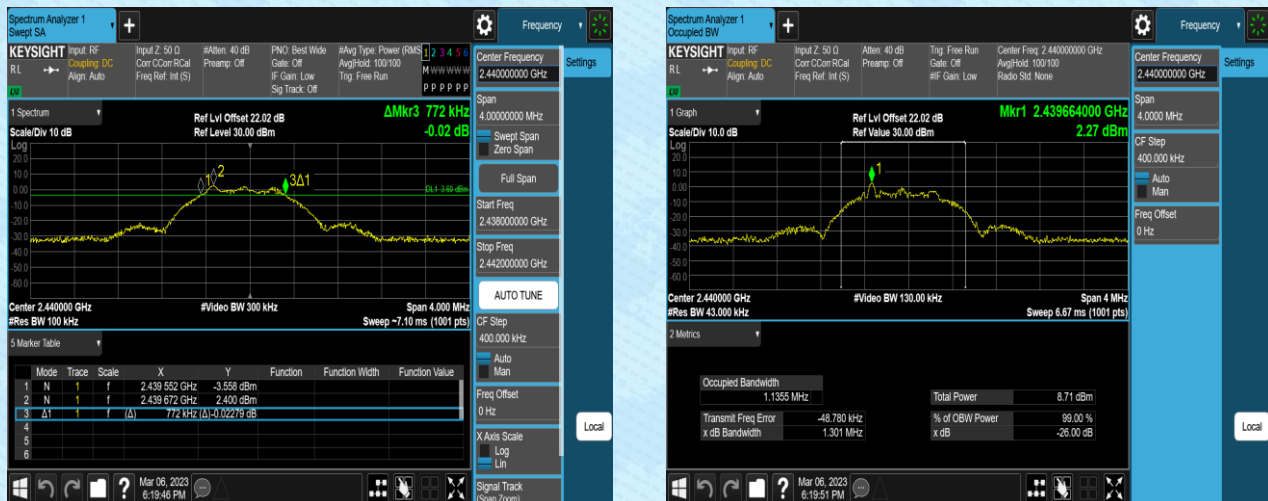 Spectrum Analyzer 1
Swept SA
+
Frequency
KEYSIGHT
RL
Input: RF
Coupling: DC
Align: Auto
Input Z: 50 Ω
Corr CCorr RCal
Freq Ref: Int (S)
#Atten: 40 dB
Preamp: Off
PNO: Best Wide
Gate: Off
IF Gain: Low
Sig Track: Off
#Avg Type: Power (RMS
Avg|Hold: 100/100
Trig: Free Run
1 2 3 4 5 6
M W W W W W
P P P P P P
1 Spectrum
Scale/Div 10 dB
Ref Lvl Offset 22.02 dB
Ref Level 30.00 dBm
ΔMkr3 772 kHz
-0.02 dB
Log
20.0
10.0
0.00
-10.0
-20.0
-30.0
-40.0
-50.0
-60.0
1
2
3Δ1
DL1 -3.60 dBm
Center 2.440000 GHz
#Res BW 100 kHz
#Video BW 300 kHz
Span 4.000 MHz
Sweep ~7.10 ms (1001 pts)
5 Marker Table
Mode Trace Scale X Y Function Function Width Function Value
1 N 1 f 2.439 552 GHz -3.558 dBm
2 N 1 f 2.439 672 GHz 2.400 dBm
3 Δ1 1 f (Δ) 772 kHz (Δ) -0.02279 dB
4
5
6
Mar 06, 2023
6:19:46 PM
Center Frequency
2.440000000 GHz
Settings
Span
4.00000000 MHz
Swept Span
Zero Span
Full Span
Start Freq
2.438000000 GHz
Stop Freq
2.442000000 GHz
AUTO TUNE
CF Step
400.000 kHz
Auto
Man
Freq Offset
0 Hz
X Axis Scale
Log
Lin
Signal Track
(Span Zoom)
Local
Spectrum Analyzer 1
Occupied BW
+
Frequency
KEYSIGHT
RL
Input: RF
Coupling: DC
Align: Auto
Input Z: 50 Ω
Corr CCorr RCal
Freq Ref: Int (S)
Atten: 40 dB
Preamp: Off
Trig: Free Run
Gate: Off
#IF Gain: Low
Center Freq: 2.440000000 GHz
Avg|Hold: 100/100
Radio Std: None
1 Graph
Scale/Div 10.0 dB
Ref Lvl Offset 22.02 dB
Ref Value 30.00 dBm
Mkr1 2.439664000 GHz
2.27 dBm
Log
20.0
10.0
0.00
-10.0
-20.0
-30.0
-40.0
-50.0
-60.0
1
Center 2.440000 GHz
#Res BW 43.000 kHz
#Video BW 130.00 kHz
Span 4 MHz
Sweep 6.67 ms (1001 pts)
2 Metrics
Occupied Bandwidth
1.1355 MHz
Total Power 8.71 dBm
Transmit Freq Error -48.780 kHz
% of OBW Power 99.00 %
x dB Bandwidth 1.301 MHz
x dB -26.00 dB
Mar 06, 2023
6:19:51 PM
Center Frequency
2.440000000 GHz
Settings
Span
4.0000 MHz
CF Step
400.000 kHz
Auto
Man
Freq Offset
0 Hz
Local